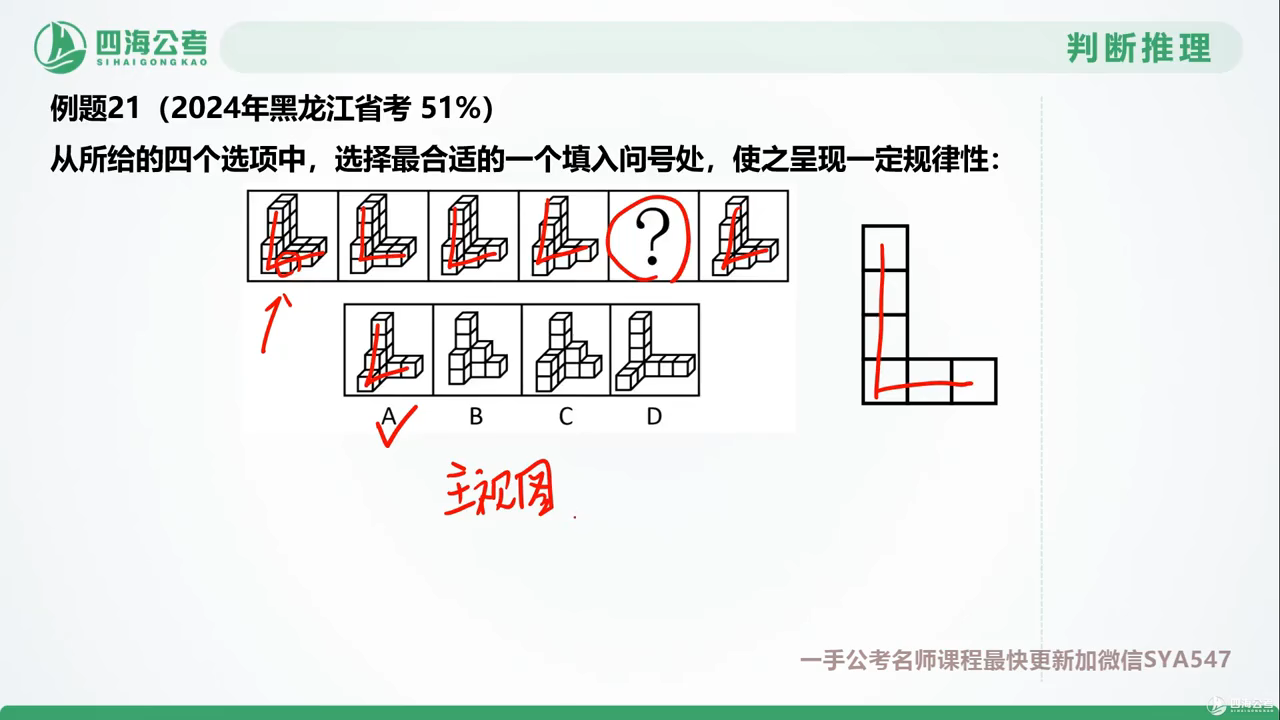 四海公考
SIHAIGONGKAO
判断推理
例题21（2024年黑龙江省考 51%）
从所给的四个选项中，选择最合适的一个填入问号处，使之呈现一定规律性：
?
A B C D
主视图
一手公考名师课程最快更新加微信SYA547
四海公考